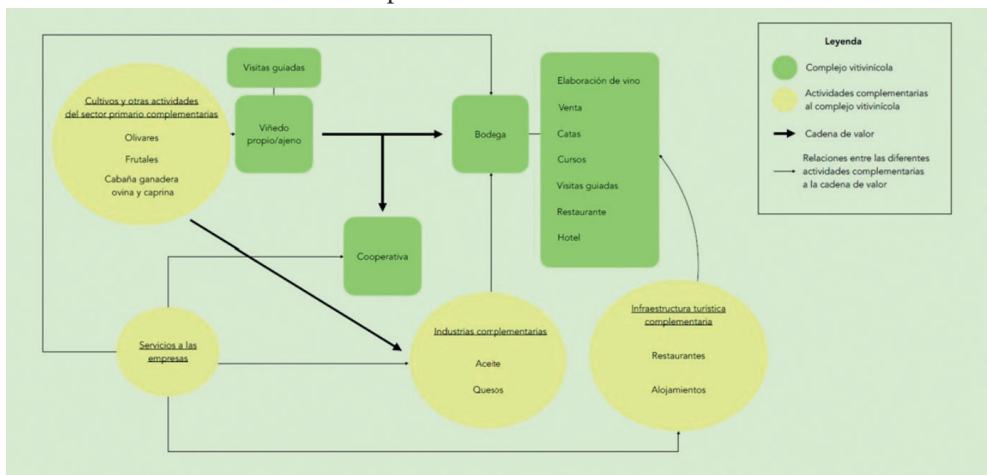 Visitas guiadas
Cultivos y otras actividades
del sector primario complementarias
Olivares
Frutales
Cabaña ganadera
ovina y caprina
Viñedo
propio/ajeno
Bodega
Elaboración de vino
Venta
Catas
Cursos
Visitas guiadas
Restaurante
Hotel
Cooperativa
Servicios a las
empresas
Industrias complementarias
Aceite
Quesos
Infraestructura turística
complementaria
Restaurantes
Alojamientos
Leyenda
Complejo vitivinícola
Actividades complementarias
al complejo vitivinícola
Cadena de valor
Relaciones entre las diferentes
actividades complementarias
a la cadena de valor